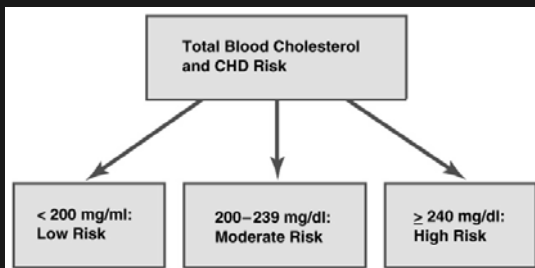 Total Blood Cholesterol
and CHD Risk
< 200 mg/ml:
Low Risk
200–239 mg/dl:
Moderate Risk
≥ 240 mg/dl:
High Risk